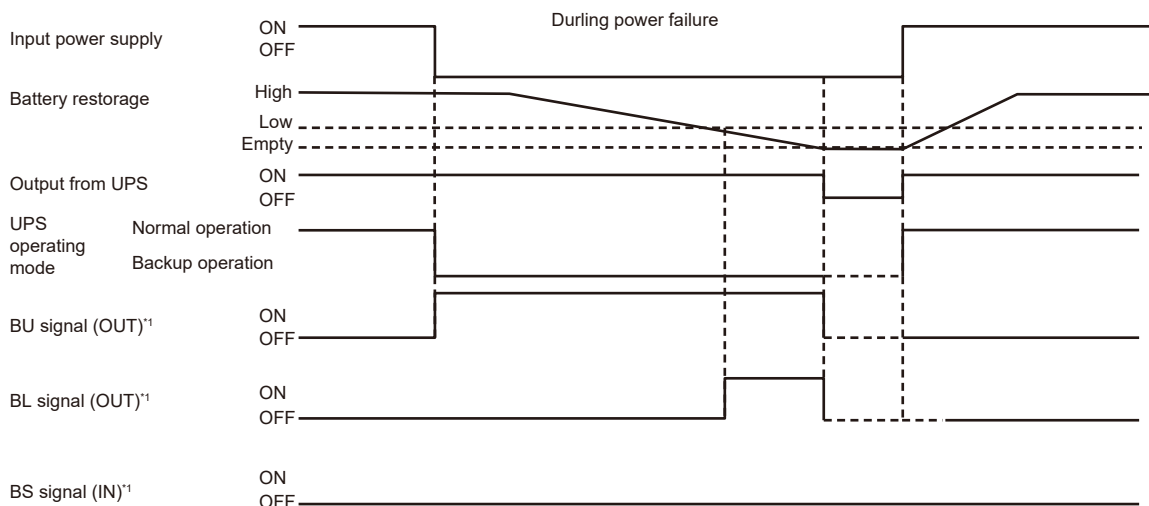 Durling power failure
Input power supply
ON
OFF
Battery restorage
High
Low
Empty
Output from UPS
ON
OFF
UPS
operating
mode
Normal operation
Backup operation
BU signal (OUT)*1
ON
OFF
BL signal (OUT)*1
ON
OFF
BS signal (IN)*1
ON
OFF